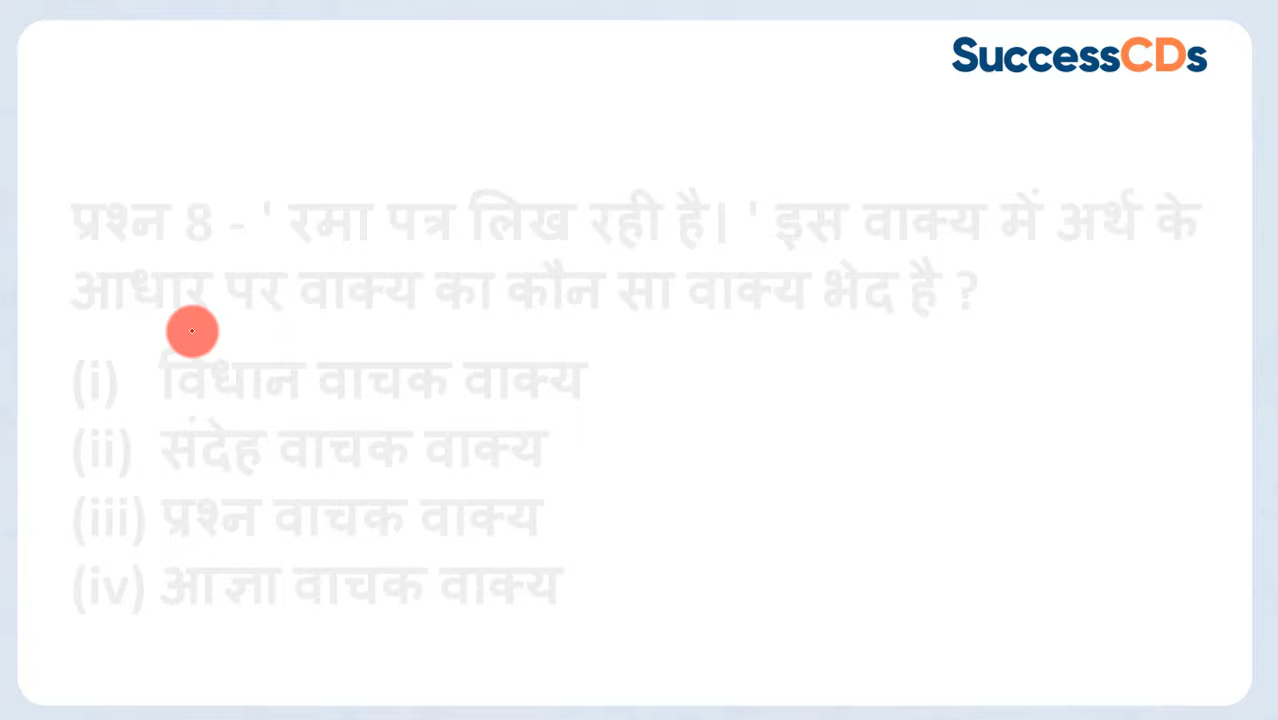 SuccessCDs
प्रश्न 8 - ' रमा पत्र लिख रही है। ' इस वाक्य में अर्थ के
आधार पर वाक्य का कौन सा वाक्य भेद है ?
(i) विधान वाचक वाक्य
(ii) संदेह वाचक वाक्य
(iii) प्रश्न वाचक वाक्य
(iv) आज्ञा वाचक वाक्य